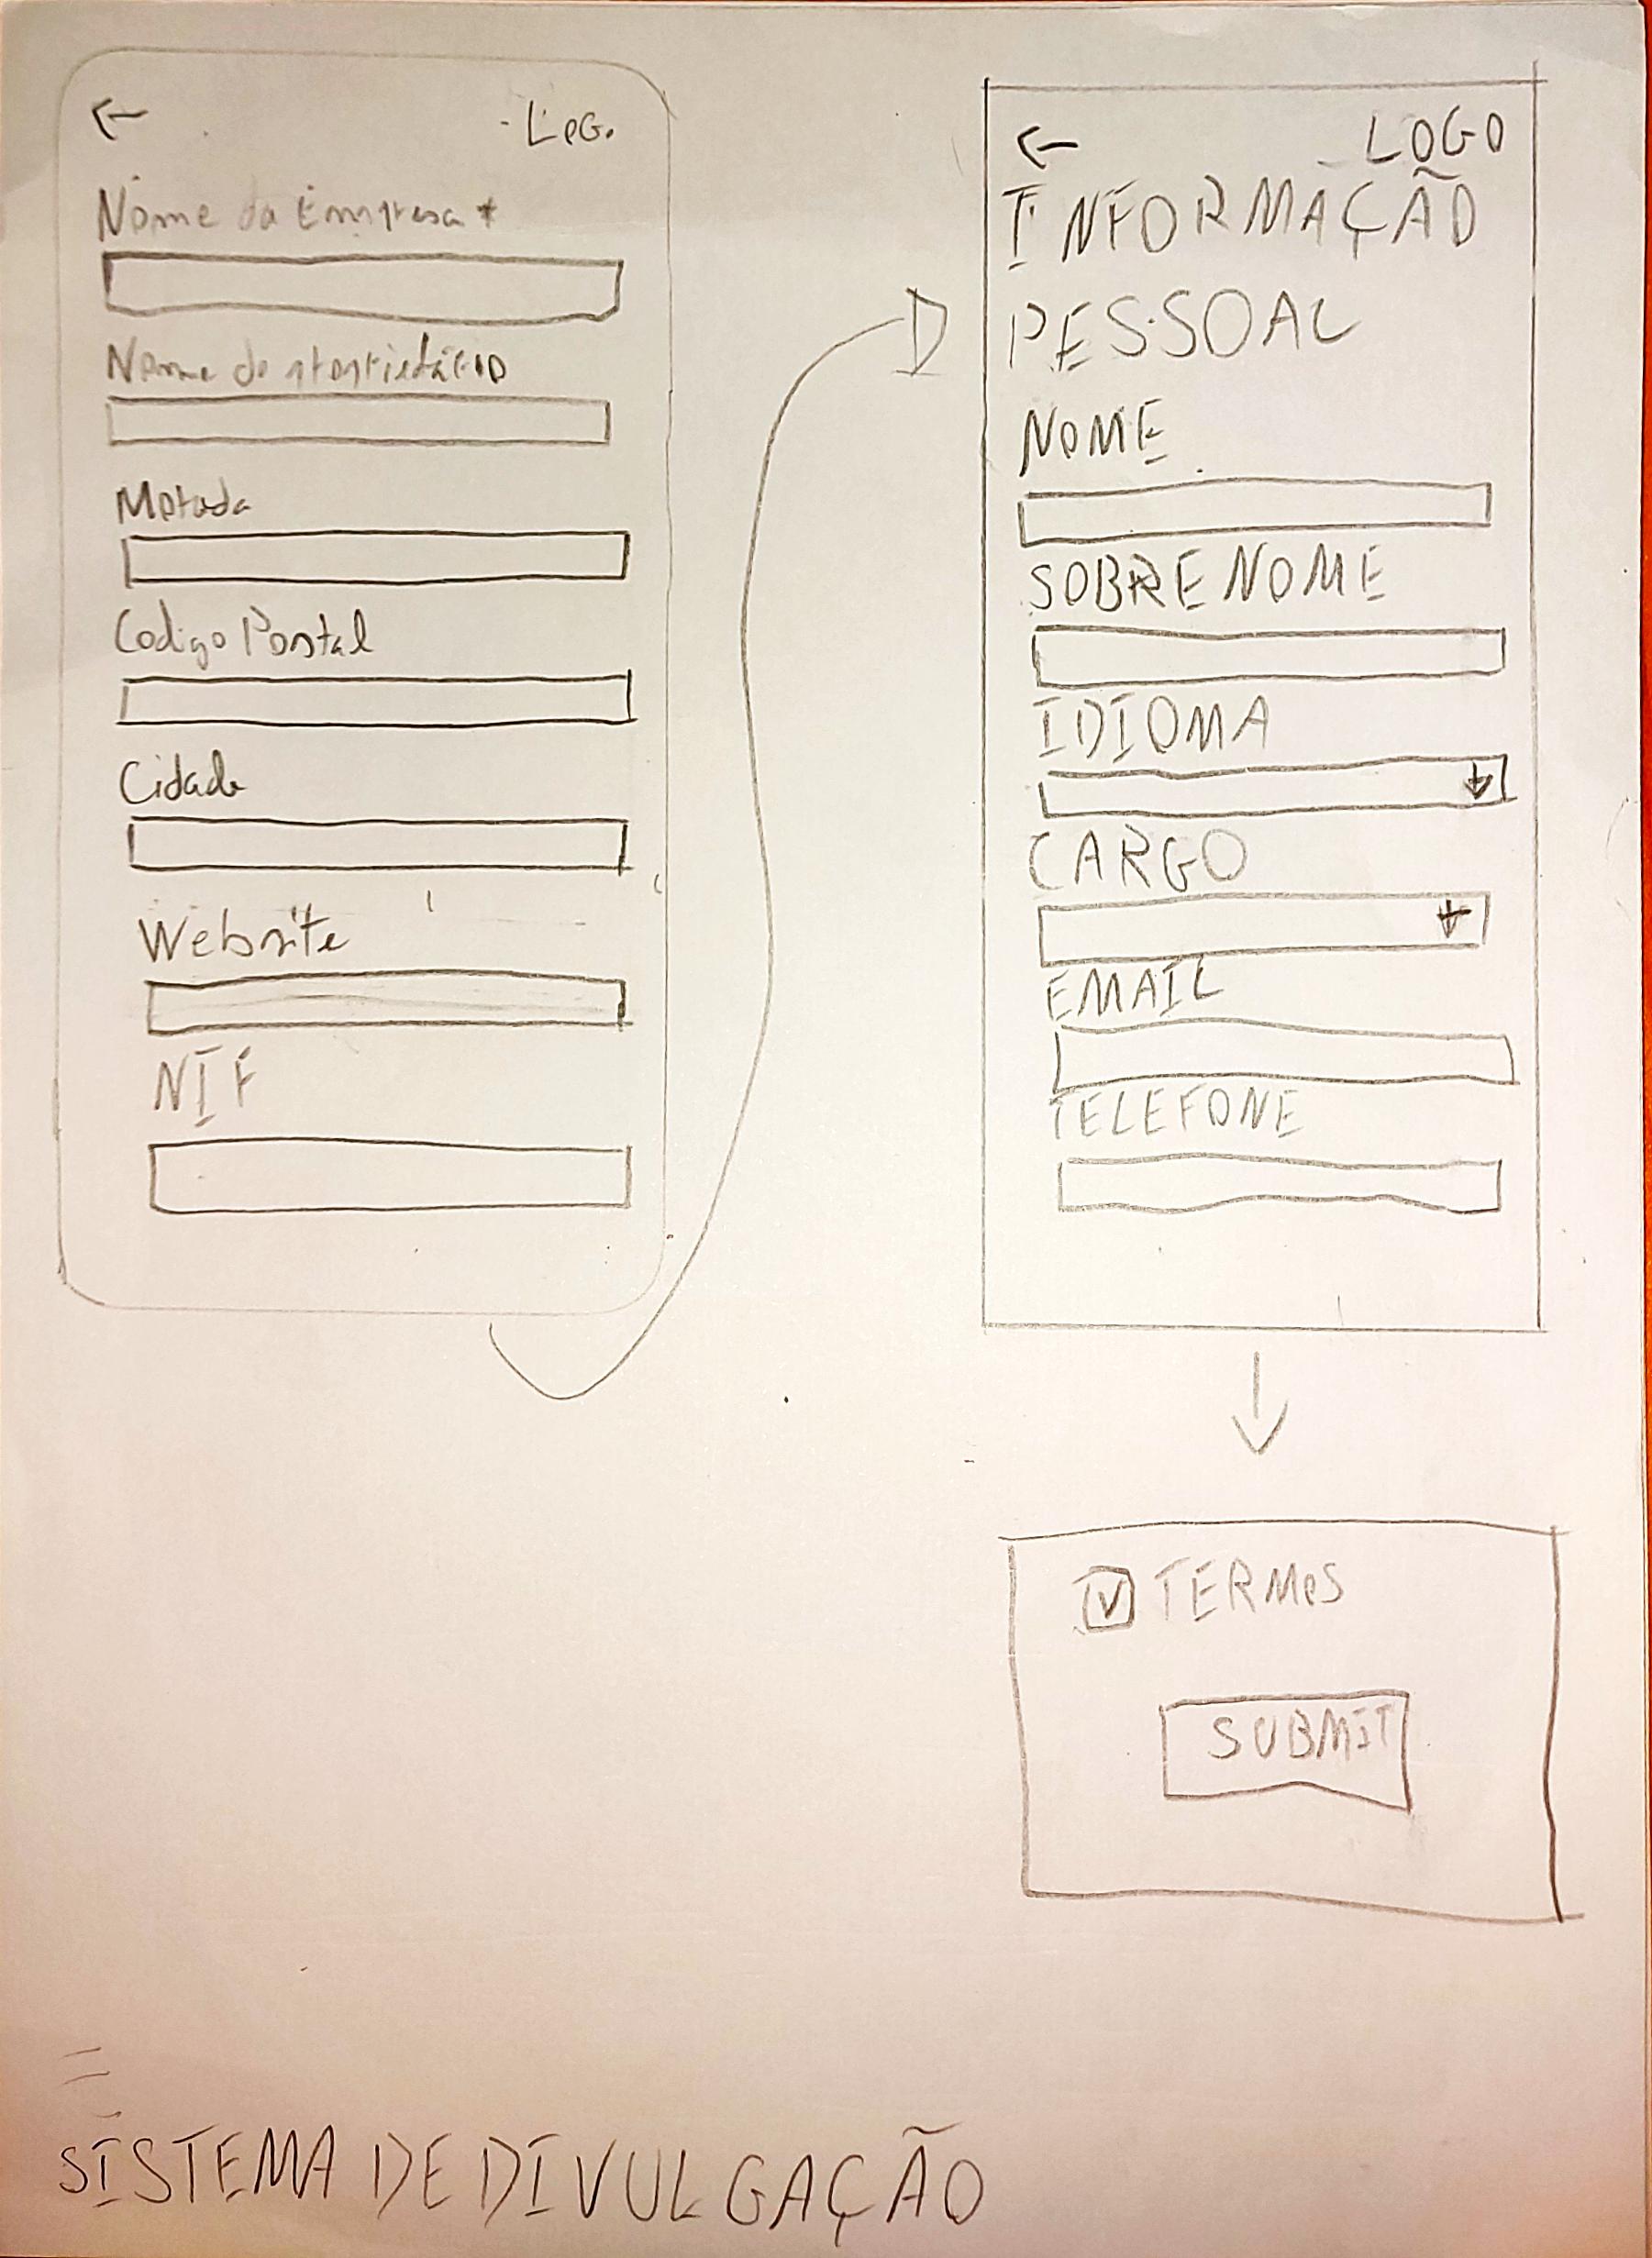 ← Logo
Nome da Empresa *
Nome do proprietáriO
Morada
Codigo Postal
Cidade
Website
NIF
← LOGO
INFORMAÇÃO
PESSOAL
NOME
SOBRENOME
IDIOMA
CARGO
EMAIL
TELEFONE
TERMOS
SUBMIT
SISTEMA DE DIVULGAÇÃO